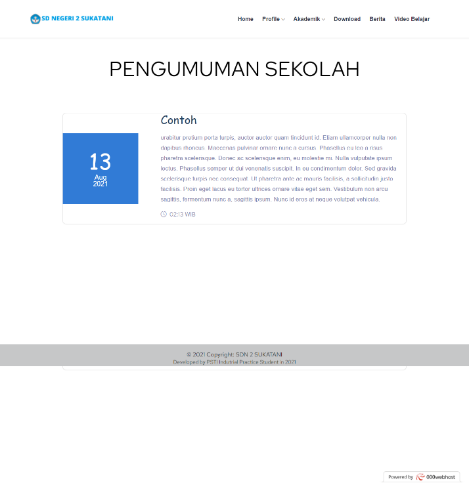 SD NEGERI 2 SUKATANI
Home Profile Akademik Download Berita Video Belajar
PENGUMUMAN SEKOLAH
Contoh
13
Aug
2021
urabitur pretium porta turpis, auctor auctor quam tincidunt id. Etiam ullamcorper nulla non
dapibus rhoncus. Maecenas pulvinar ornare nunc a cursus. Phasellus eu leo a risus
pharetra scelerisque. Donec ac scelerisque enim, eu molestie mi. Nulla vulputate ipsum
luctus. Phasellus semper ut dui venenatis suscipit. In ou condimentum dolor. Sed gravida
scelerisque turpis nec consequat. Ut pharetra ante ac mauris facilisis, a sollicitudin justo
facilisis. Proin eget lacus eu tortor ultrices ornare vitae eget sem. Vestibulum non arcu
sagittis, fermentum nunc a, sagittis ipsum. Nunc id eros at neque volutpat vehicula.
02:13 WIB
© 2021 Copyright: SDN 2 SUKATANI
Developed by Industrial Practice Student in 2021
Powered by 000webhost